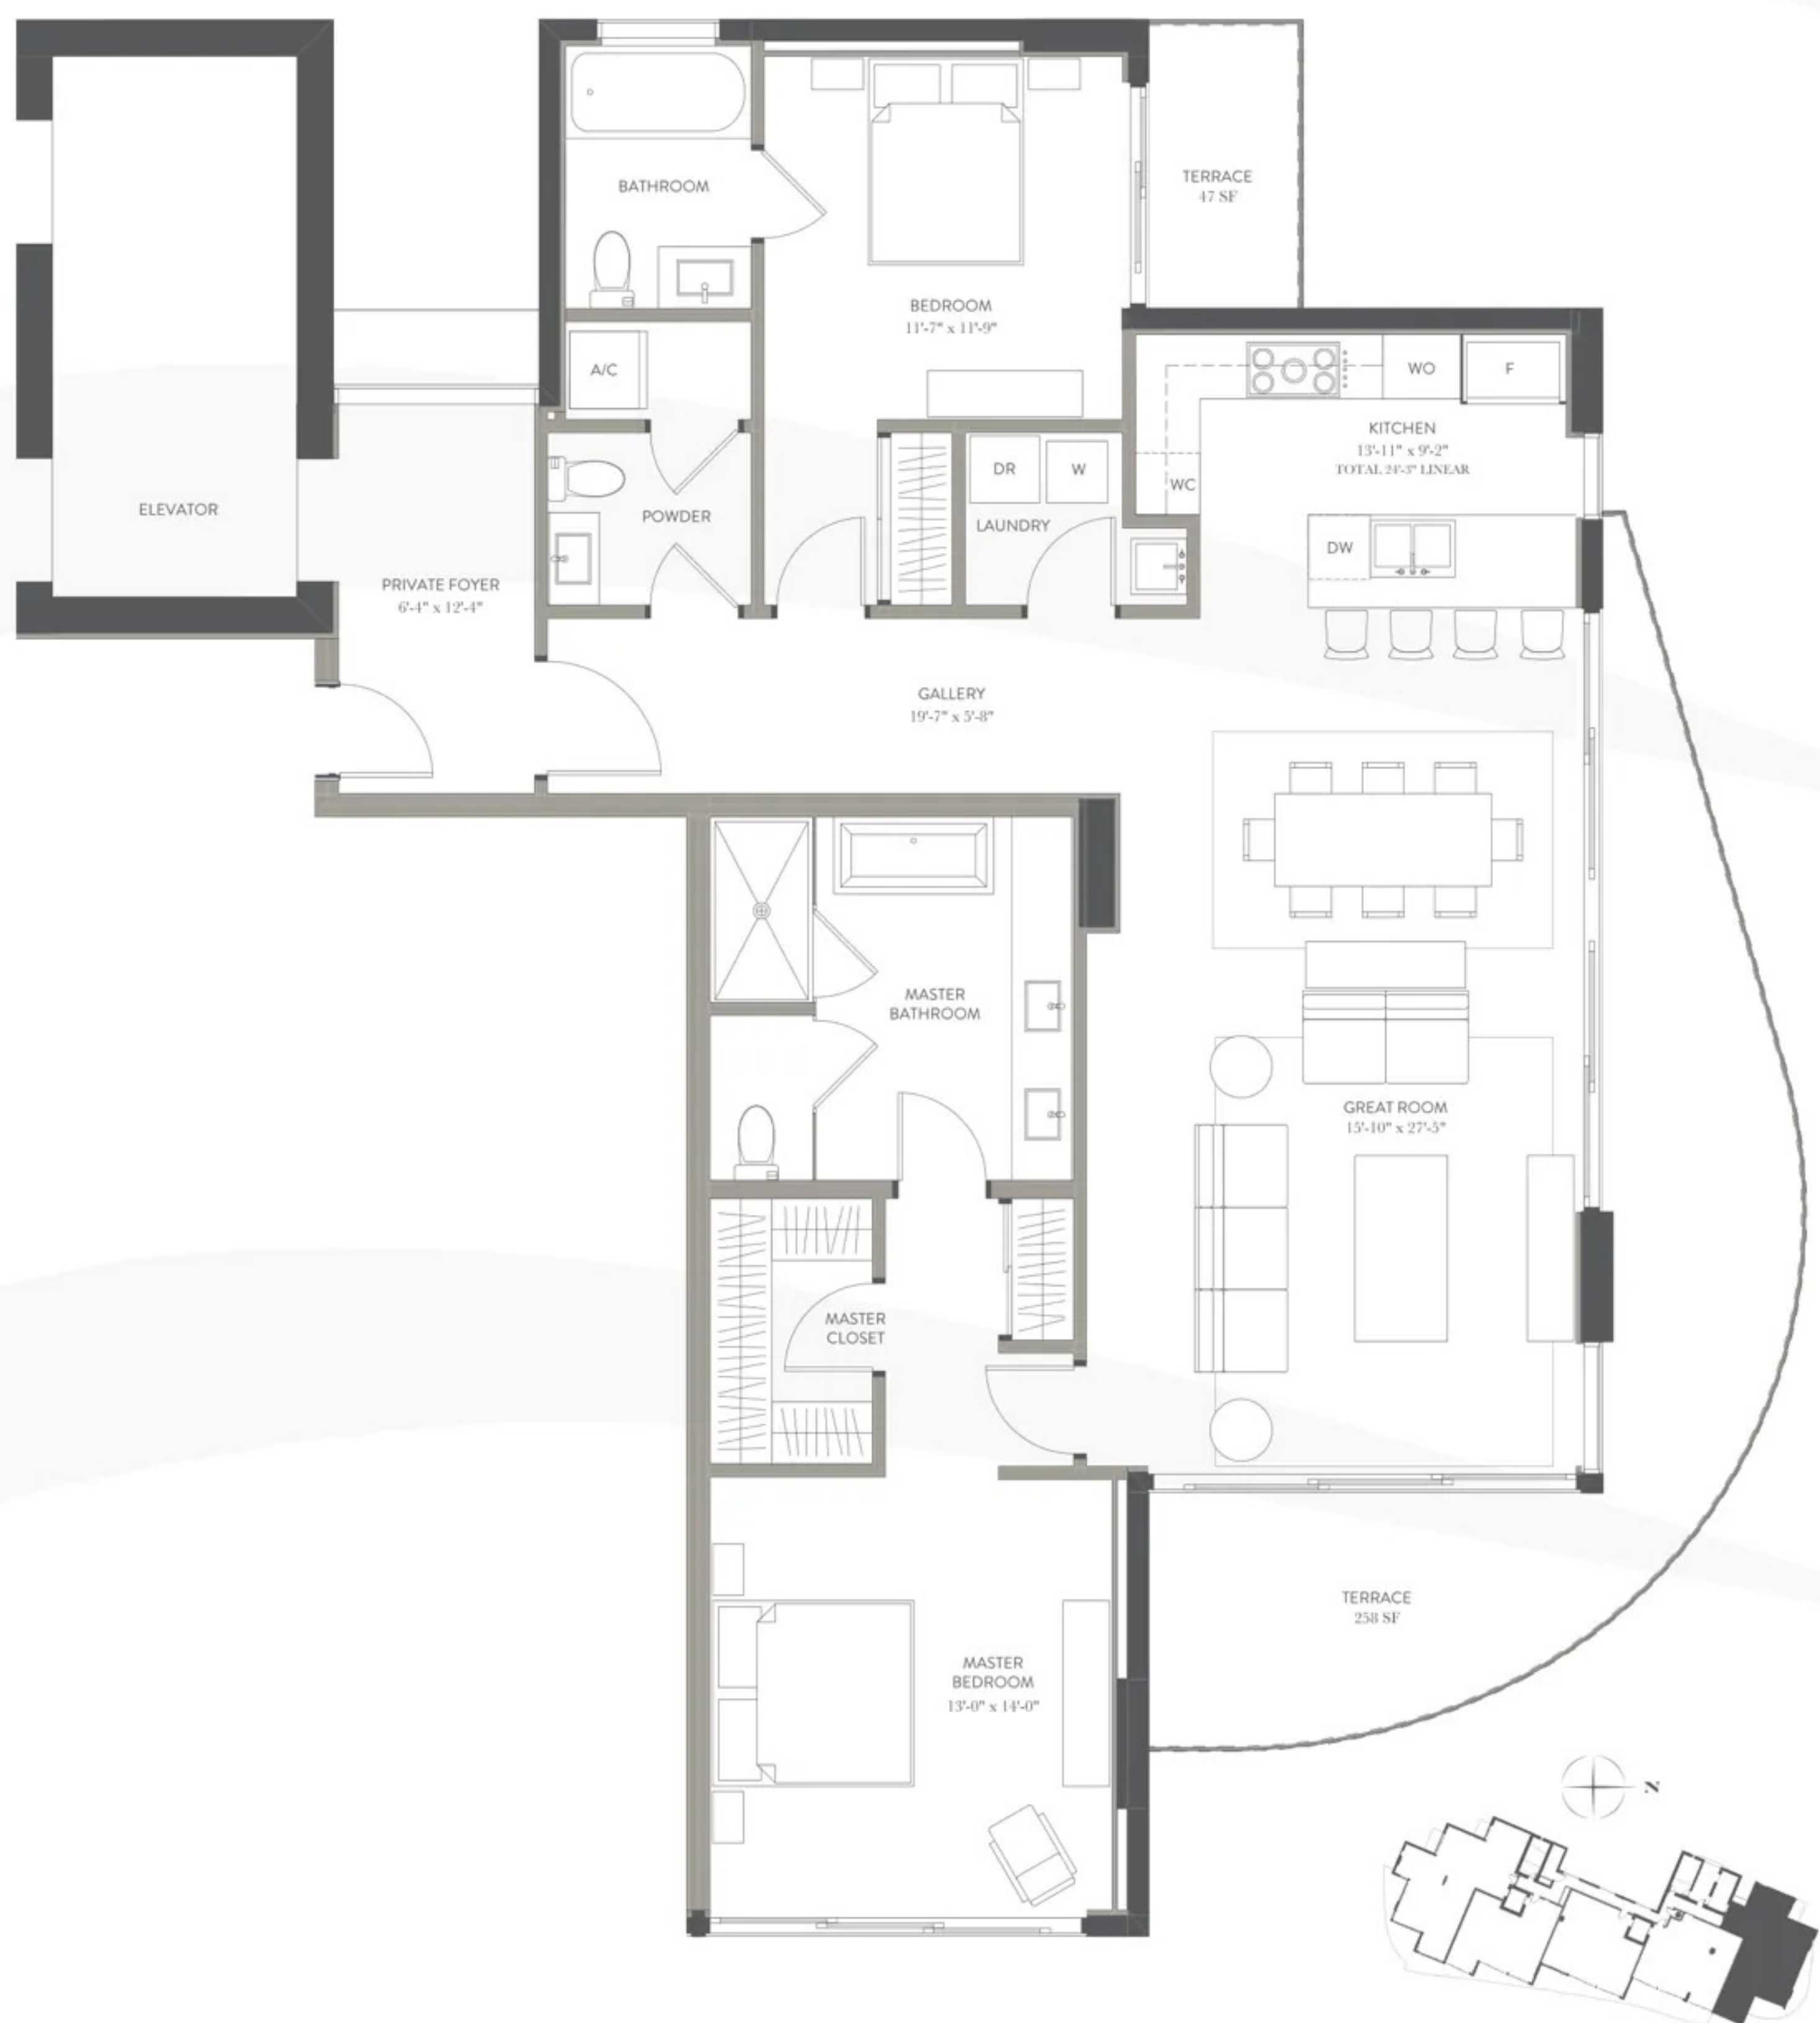 BATHROOM
TERRACE
47 SF
BEDROOM
11'-7" x 11'-9"
A/C
WO
F
KITCHEN
13'-11" x 9'-2"
TOTAL 24'-3" LINEAR
DR
W
WC
ELEVATOR
POWDER
LAUNDRY
DW
PRIVATE FOYER
6'-4" x 12'-4"
GALLERY
19'-7" x 5'-8"
MASTER
BATHROOM
GREAT ROOM
15'-10" x 27'-5"
MASTER
CLOSET
TERRACE
258 SF
MASTER
BEDROOM
13'-0" x 14'-0"
N